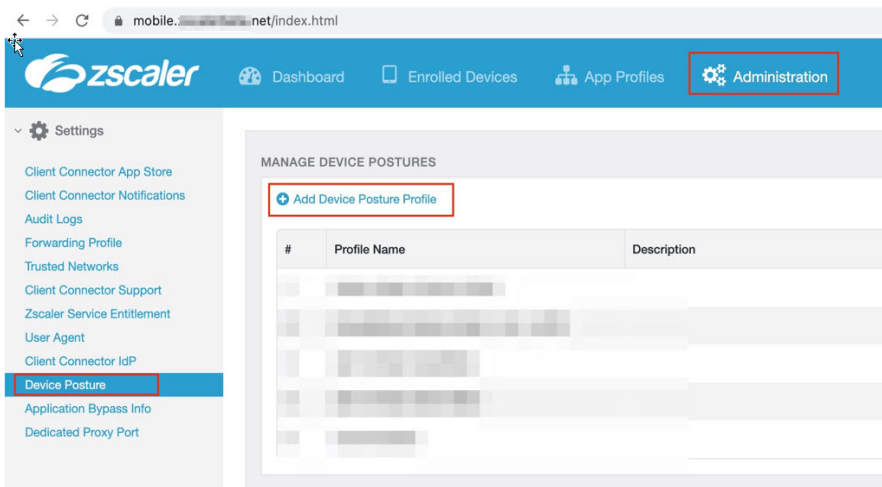 mobile.
net/index.html
zscaler
Dashboard
Enrolled Devices
App Profiles
Administration
Settings
Client Connector App Store
Client Connector Notifications
Audit Logs
Forwarding Profile
Trusted Networks
Client Connector Support
Zscaler Service Entitlement
User Agent
Client Connector IdP
Device Posture
Application Bypass Info
Dedicated Proxy Port
MANAGE DEVICE POSTURES
Add Device Posture Profile
# Profile Name Description